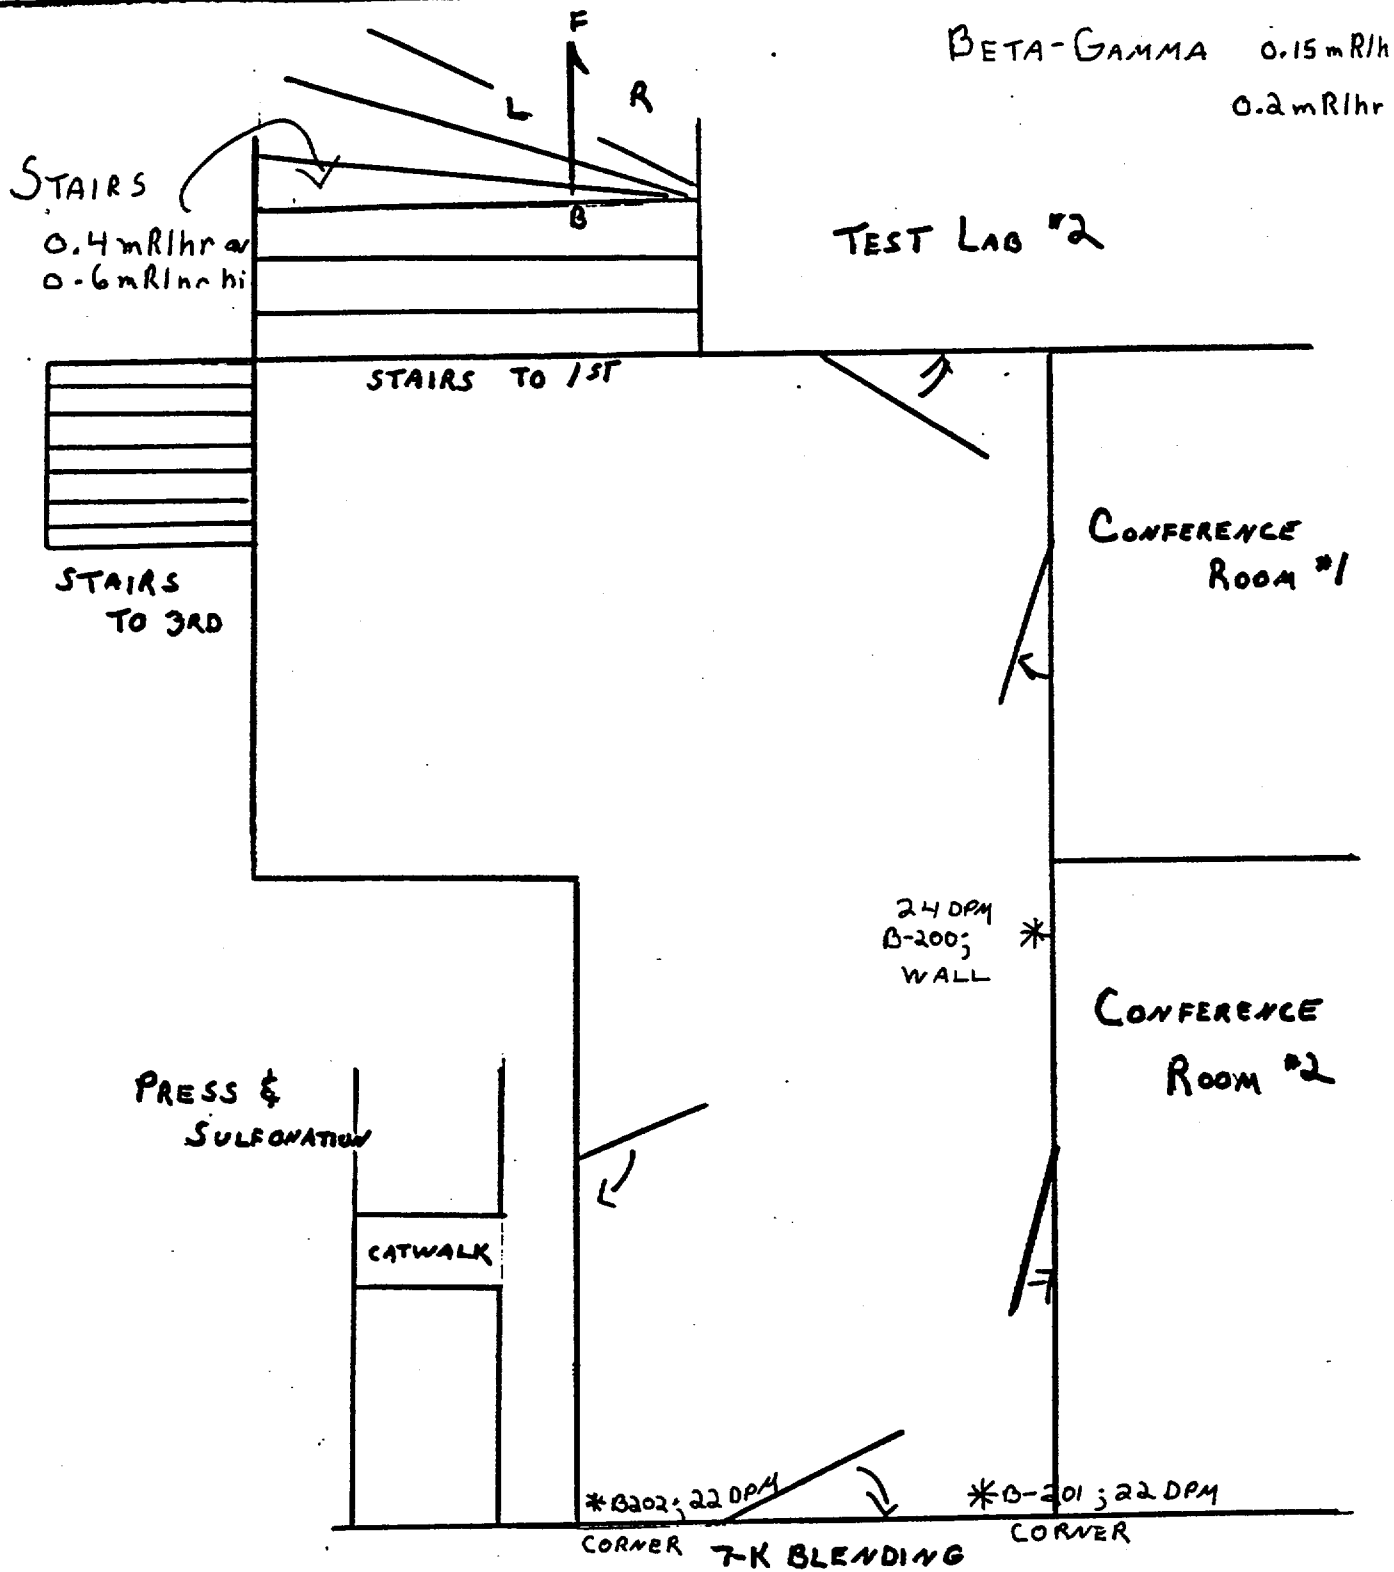 F
BETA-GAMMA 0.15 mR/h
L R
0.2 mR/hr
STAIRS
0.4 mR/hr av
0.6 mR/hr hi
B
TEST LAB #2
STAIRS TO 1ST
CONFERENCE
ROOM #1
STAIRS
TO 3RD
24 DPM
B-200;
WALL
CONFERENCE
ROOM #2
PRESS &
SULFONATION
CATWALK
*B202; 22 DPM
*B-201; 22 DPM
CORNER
CORNER
7-K BLENDING